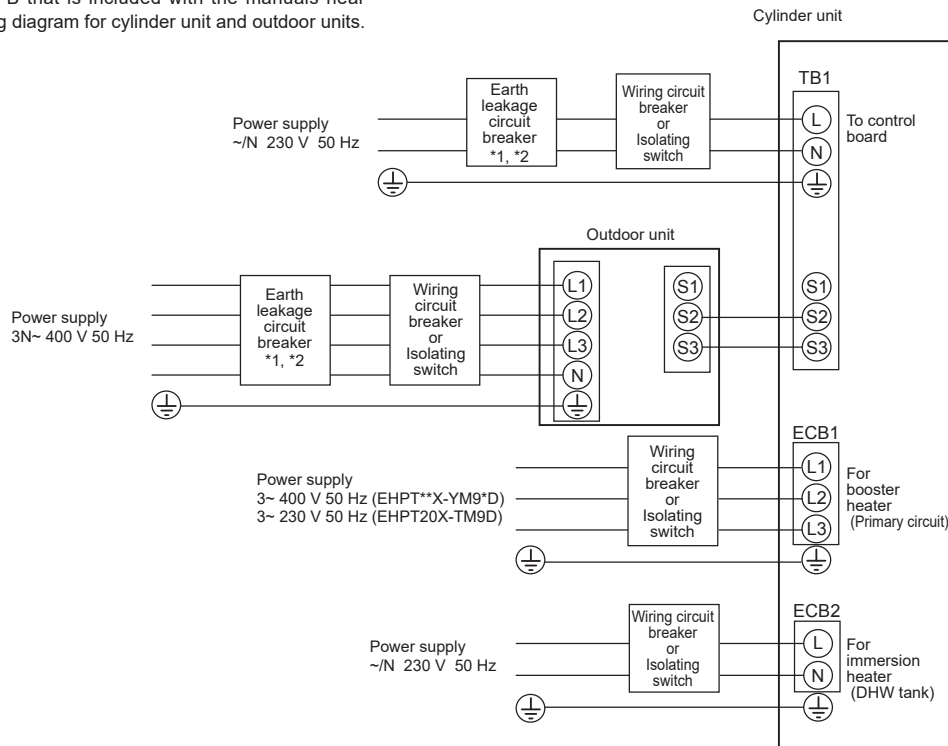 B that is included with the manuals near
g diagram for cylinder unit and outdoor units.
Cylinder unit
TB1
Power supply
~/N 230 V 50 Hz
Earth
leakage
circuit
breaker
*1, *2
Wiring circuit
breaker
or
Isolating
switch
L
N
To control
board
Outdoor unit
Power supply
3N~ 400 V 50 Hz
Earth
leakage
circuit
breaker
*1, *2
Wiring
circuit
breaker
or
Isolating
switch
L1
L2
L3
N
S1
S2
S3
S1
S2
S3
ECB1
Power supply
3~ 400 V 50 Hz (EHPT**X-YM9*D)
3~ 230 V 50 Hz (EHPT20X-TM9D)
Wiring
circuit
breaker
or
Isolating
switch
L1
L2
L3
For
booster
heater
(Primary circuit)
ECB2
Power supply
~/N 230 V 50 Hz
Wiring circuit
breaker
or
Isolating
switch
L
N
For
immersion
heater
(DHW tank)